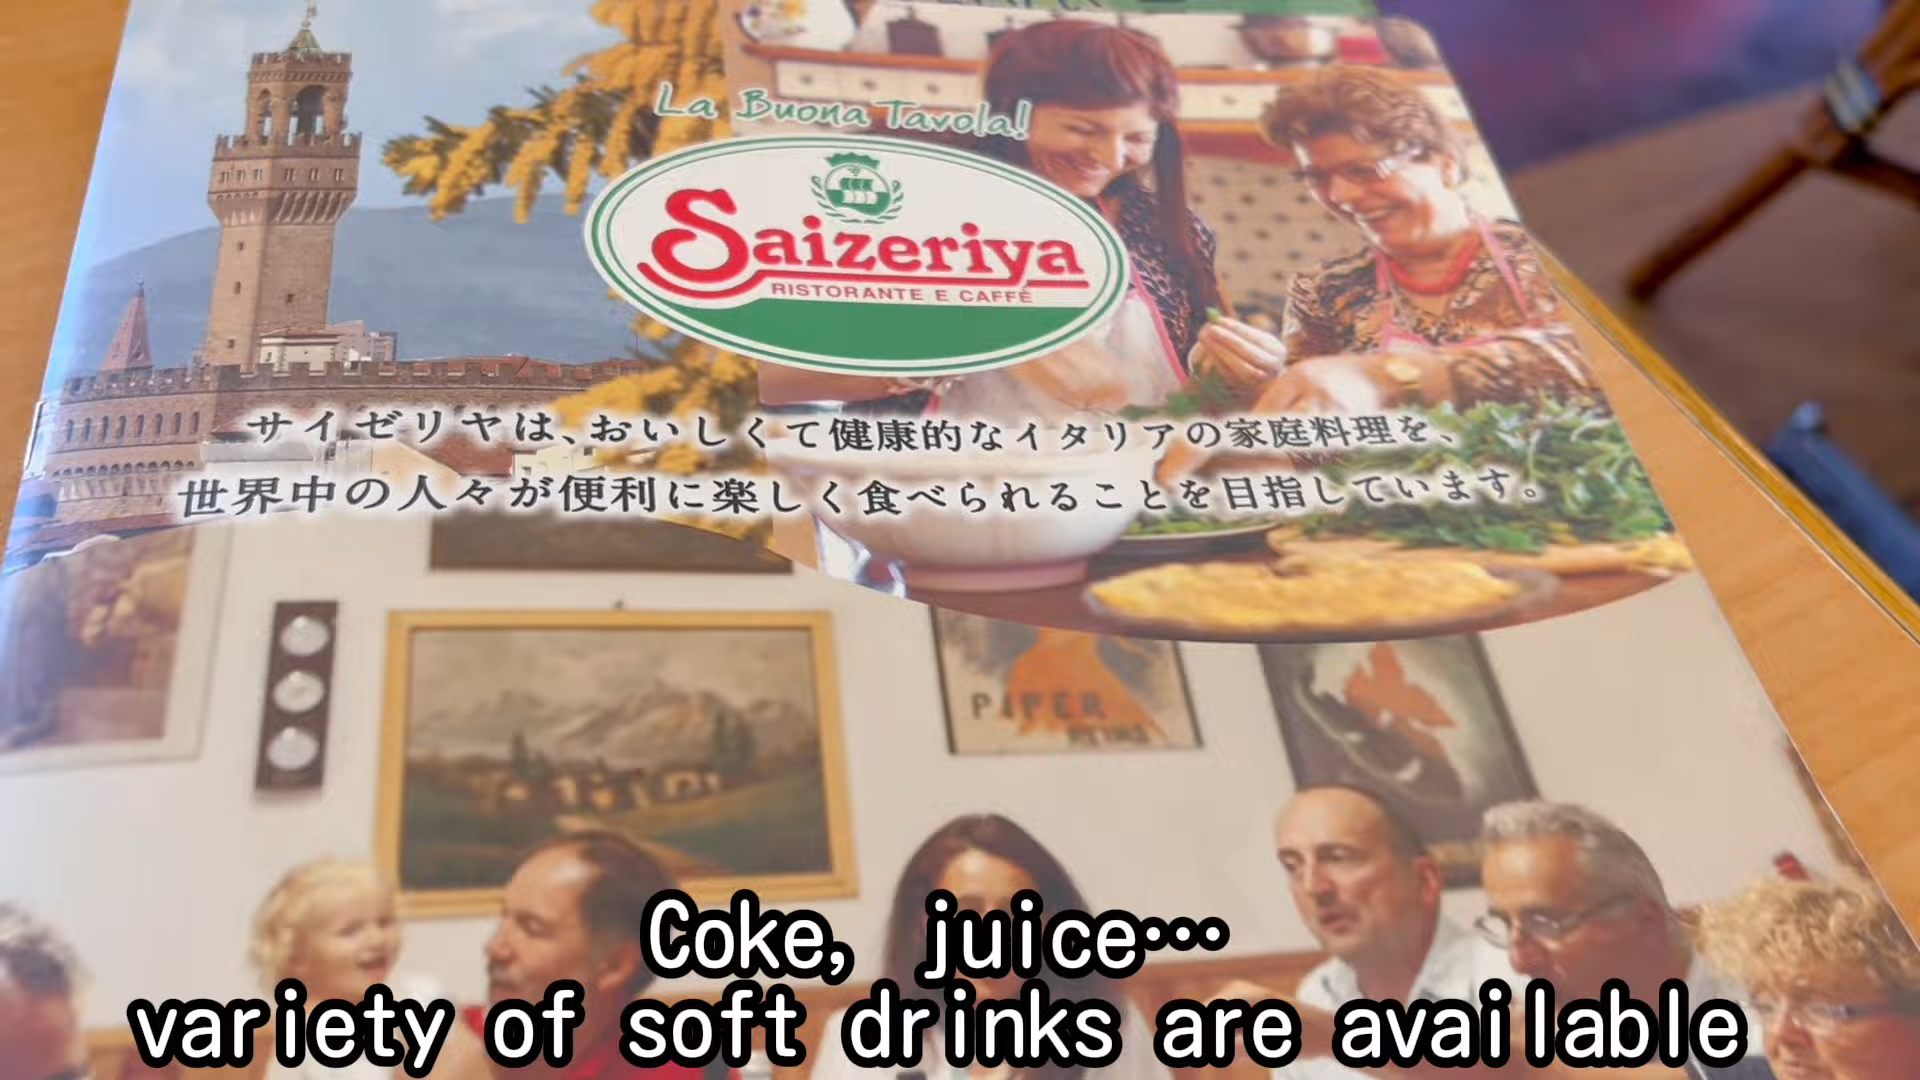 La Buona Tavola!
Saizeriya
RISTORANTE E CAFFÈ
サイゼリヤは、おいしくて健康的なイタリアの家庭料理を、
世界中の人々が便利に楽しく食べられることを目指しています。
PIPER
Coke, juice…
variety of soft drinks are available